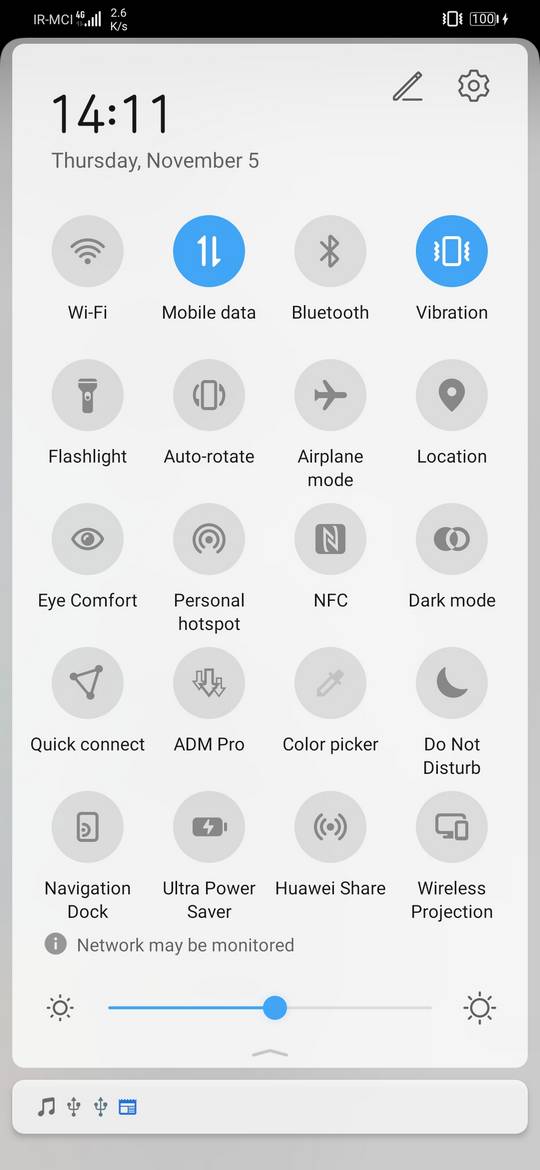 IR-MCI 4G 2.6 K/s 100
14:11
Thursday, November 5
Wi-Fi Mobile data Bluetooth Vibration
Flashlight Auto-rotate Airplane mode Location
Eye Comfort Personal hotspot NFC Dark mode
Quick connect ADM Pro Color picker Do Not Disturb
Navigation Dock Ultra Power Saver Huawei Share Wireless Projection
Network may be monitored